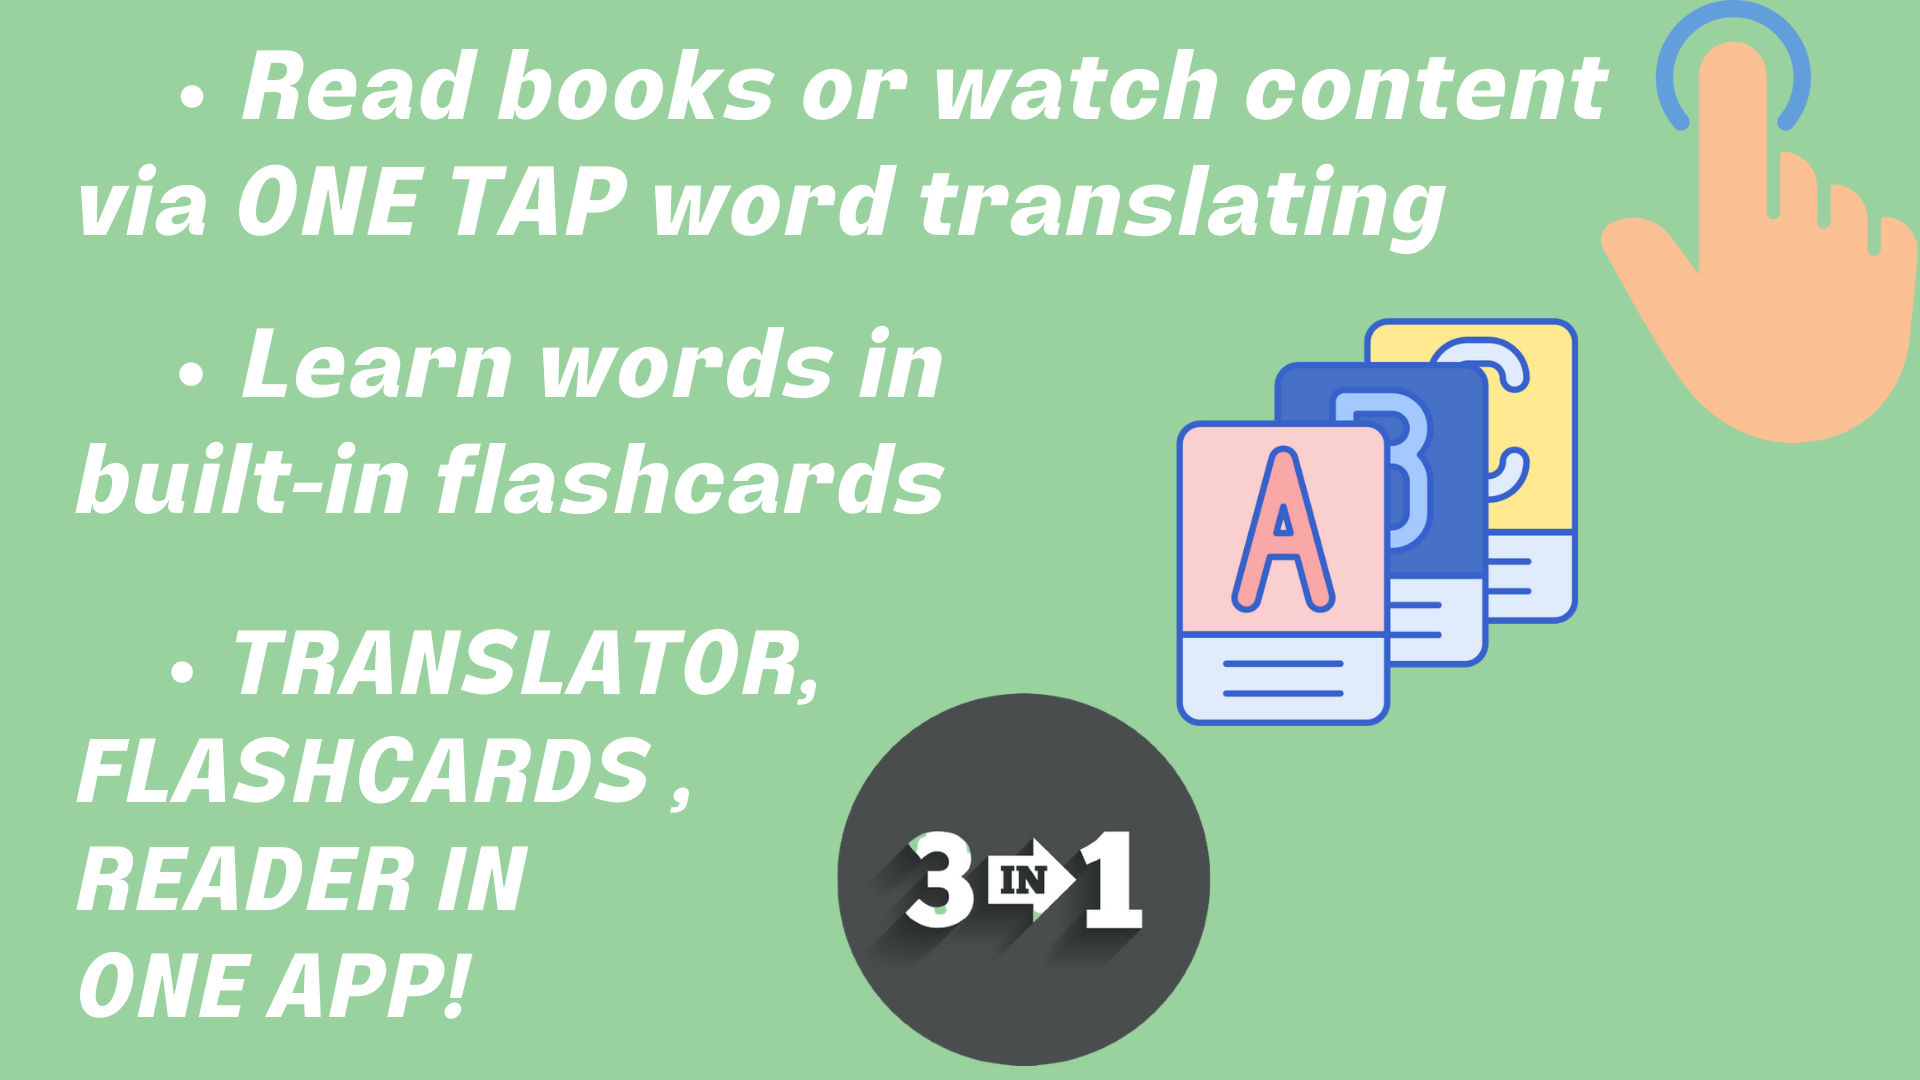 • Read books or watch content
via ONE TAP word translating
• Learn words in
built-in flashcards
• TRANSLATOR,
FLASHCARDS ,
READER IN
ONE APP!
A
B
C
3 IN 1